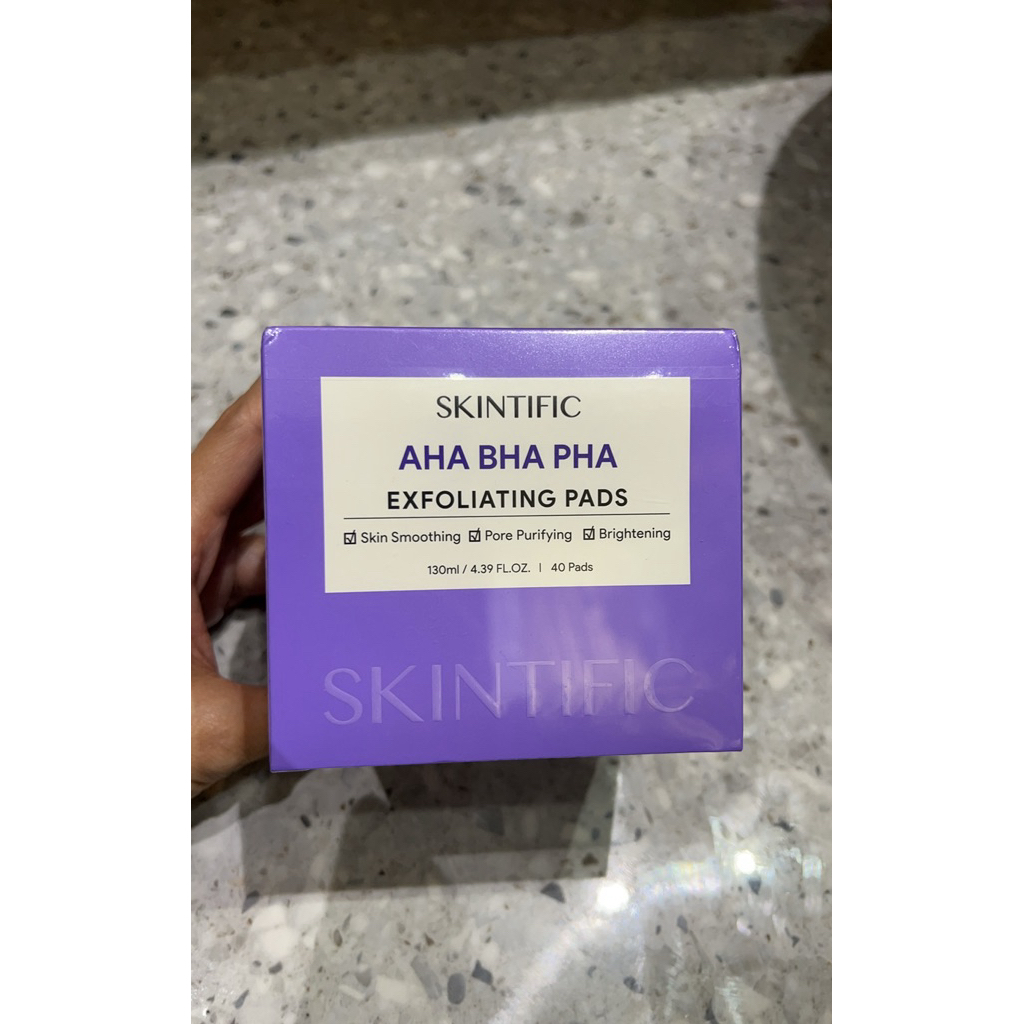 SKINTIFIC
AHA BHA PHA
EXFOLIATING PADS
☑ Skin Smoothing ☑ Pore Purifying ☑ Brightening
130ml / 4.39 FL.OZ. | 40 Pads
SKINTIFIC